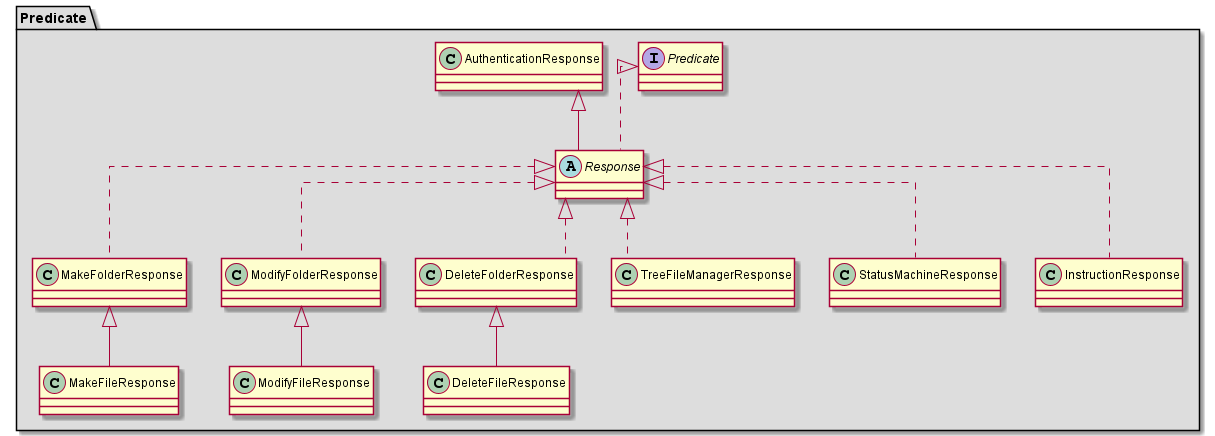 Predicate
C AuthenticationResponse
I Predicate
A Response
C MakeFolderResponse
C ModifyFolderResponse
C DeleteFolderResponse
C TreeFileManagerResponse
C StatusMachineResponse
C InstructionResponse
C MakeFileResponse
C ModifyFileResponse
C DeleteFileResponse